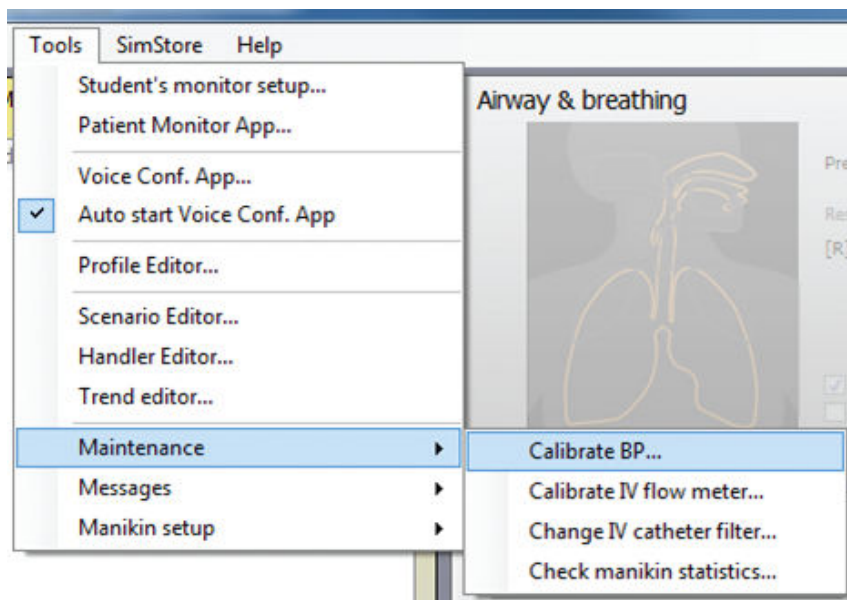 Tools SimStore Help
Student's monitor setup...
Patient Monitor App...
Voice Conf. App...
Auto start Voice Conf. App
Profile Editor...
Scenario Editor...
Handler Editor...
Trend editor...
Maintenance
Messages
Manikin setup
Airway & breathing
[R]
Calibrate BP...
Calibrate IV flow meter...
Change IV catheter filter...
Check manikin statistics...